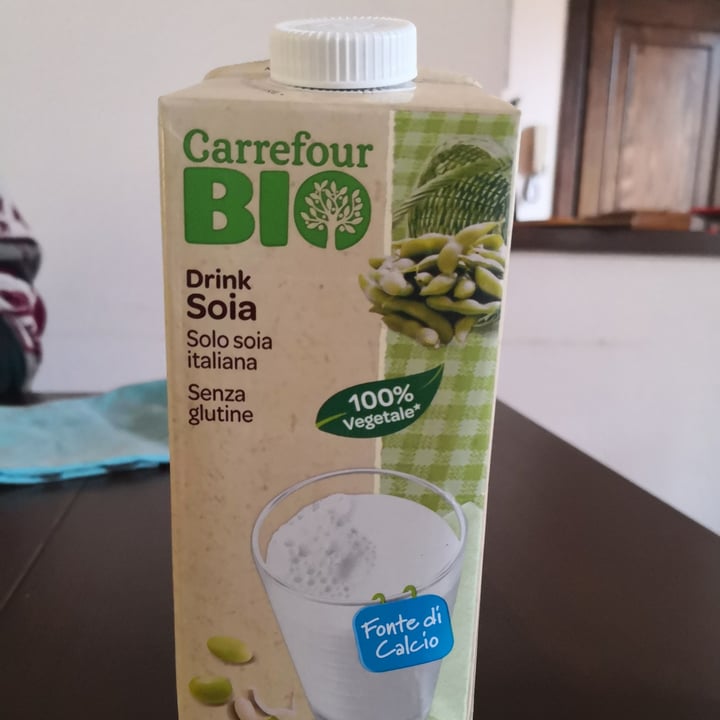 Carrefour
BIO
Drink
Soia
Solo soia
italiana
Senza
glutine
100%
Vegetale*
Fonte di
Calcio